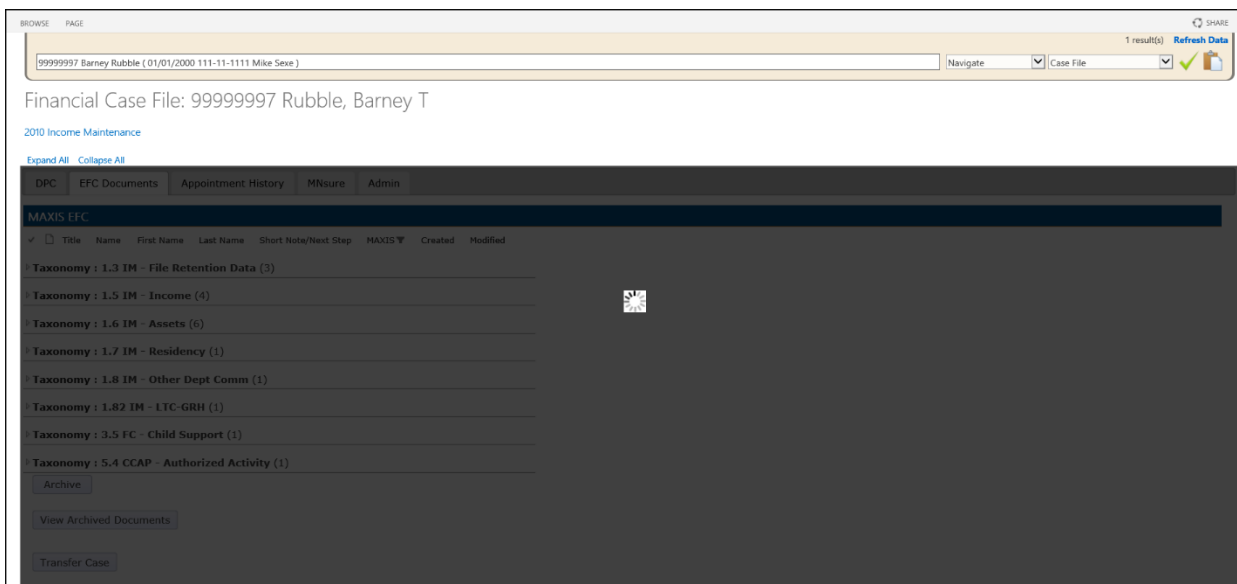 BROWSE PAGE SHARE
1 result(s) Refresh Data
99999997 Barney Rubble ( 01/01/2000 111-11-1111 Mike Sexe ) Navigate Case File
Financial Case File: 99999997 Rubble, Barney T
2010 Income Maintenance
Expand All Collapse All
DPC EFC Documents Appointment History MNsure Admin
MAXIS EFC
Title Name First Name Last Name Short Note/Next Step MAXIS Created Modified
Taxonomy : 1.3 IM - File Retention Data (3)
Taxonomy : 1.5 IM - Income (4)
Taxonomy : 1.6 IM - Assets (6)
Taxonomy : 1.7 IM - Residency (1)
Taxonomy : 1.8 IM - Other Dept Comm (1)
Taxonomy : 1.82 IM - LTC-GRH (1)
Taxonomy : 3.5 FC - Child Support (1)
Taxonomy : 5.4 CCAP - Authorized Activity (1)
Archive
View Archived Documents
Transfer Case